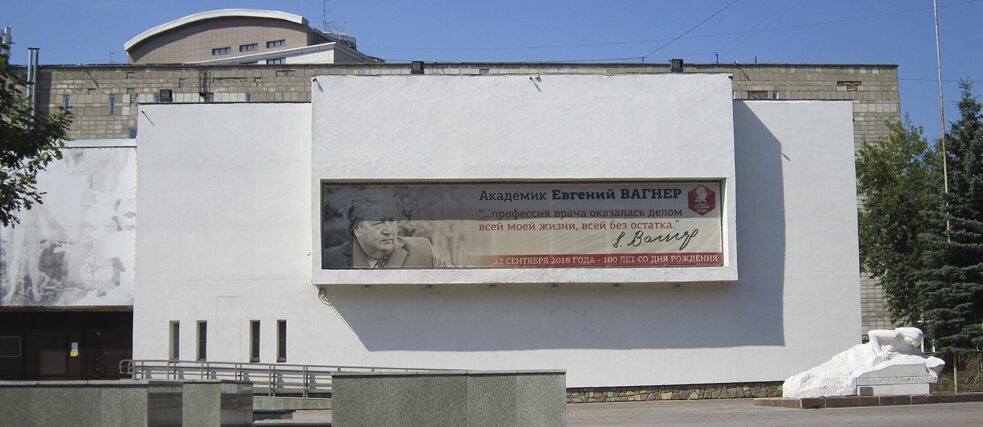 Академик Евгений ВАГНЕР
"...профессия врача оказалась делом
всей моей жизни, всей без остатка."
22 СЕНТЯБРЯ 2018 ГОДА - 100 ЛЕТ СО ДНЯ РОЖДЕНИЯ